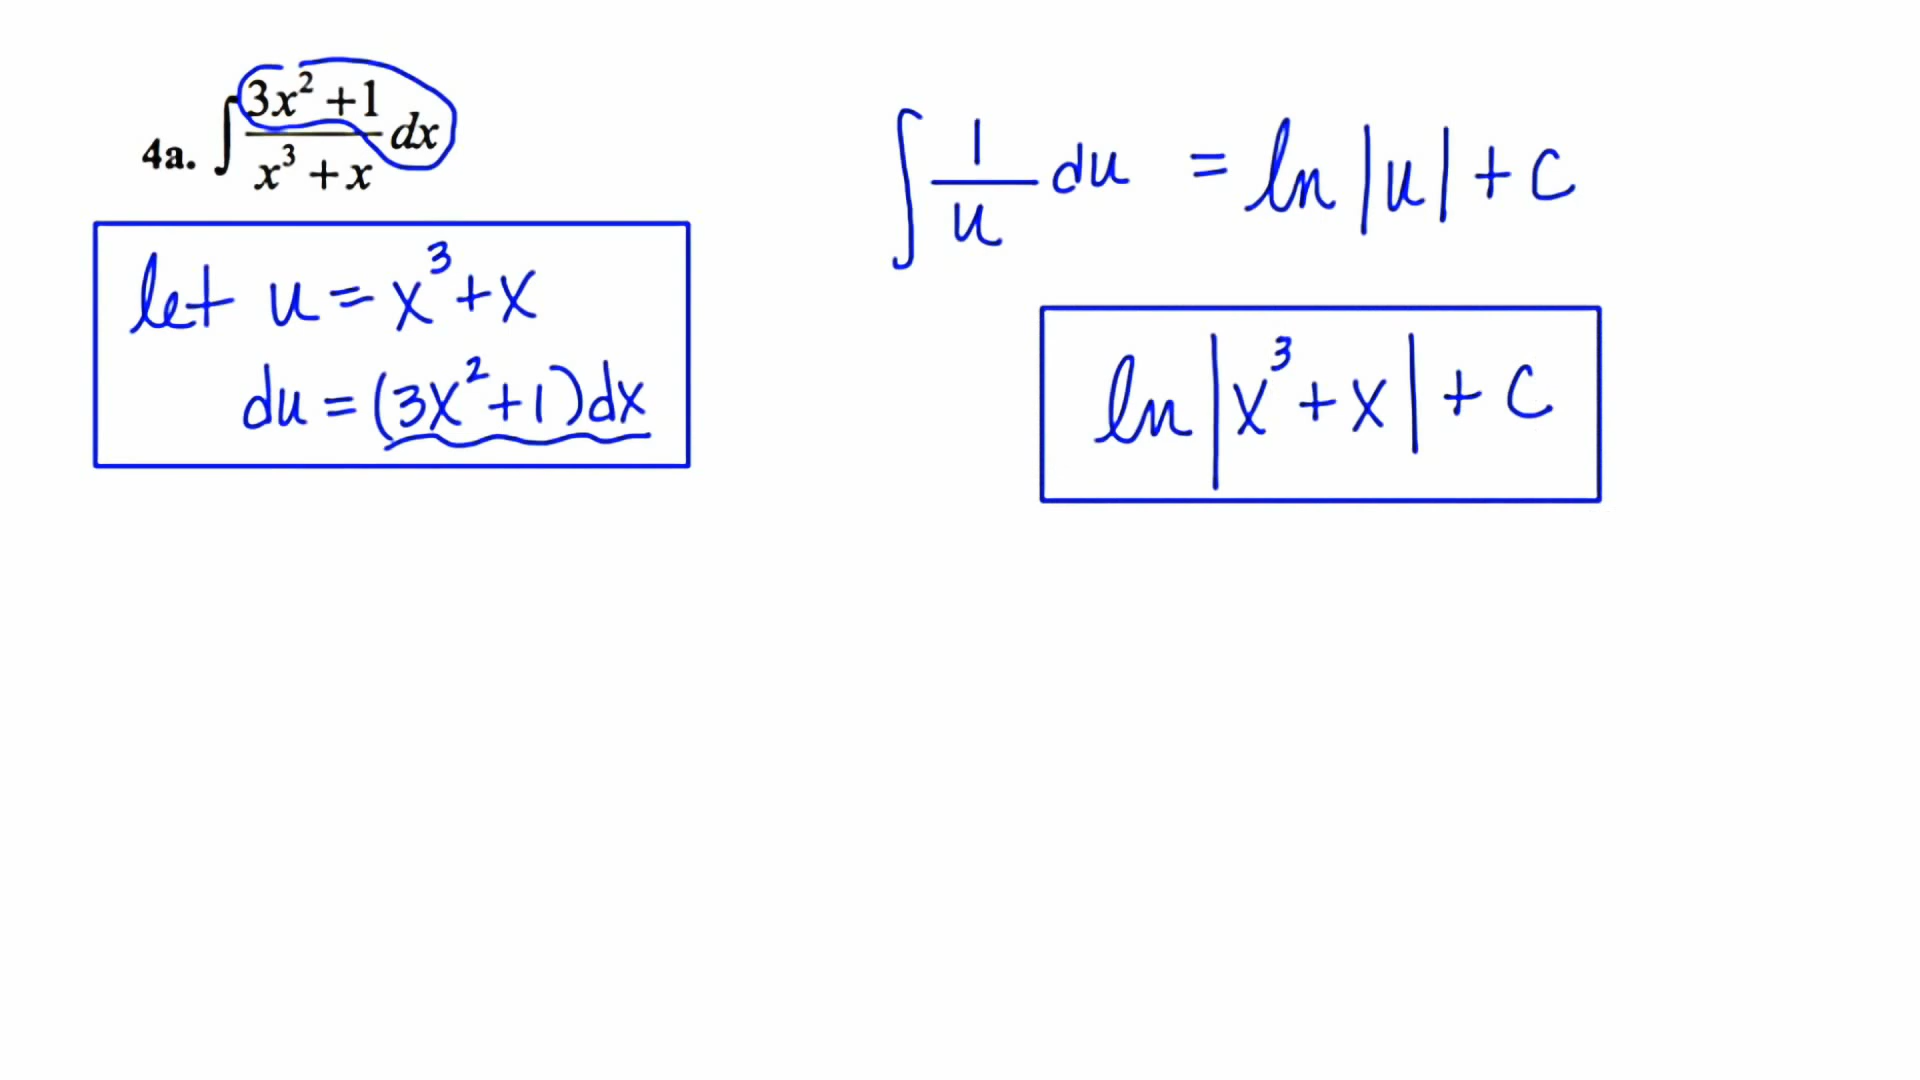 4a. ∫ (3x² + 1)/(x³ + x) dx
let u = x³ + x
du = (3x² + 1)dx
∫ 1/u du = ln |u| + c
ln |x³ + x| + c